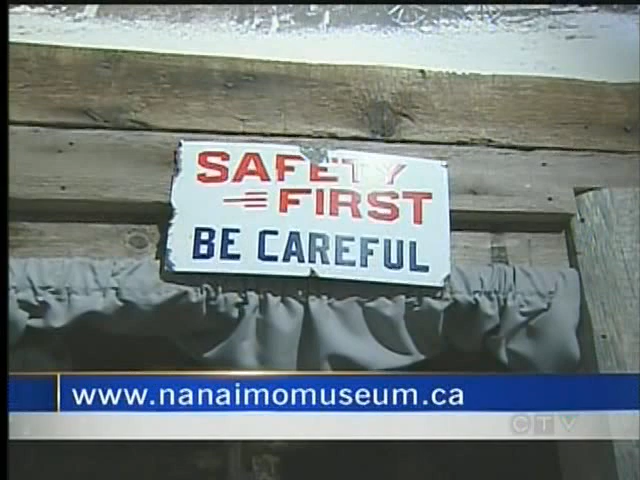 SAFETY
FIRST
BE CAREFUL
www.nanaimomuseum.ca
CTV